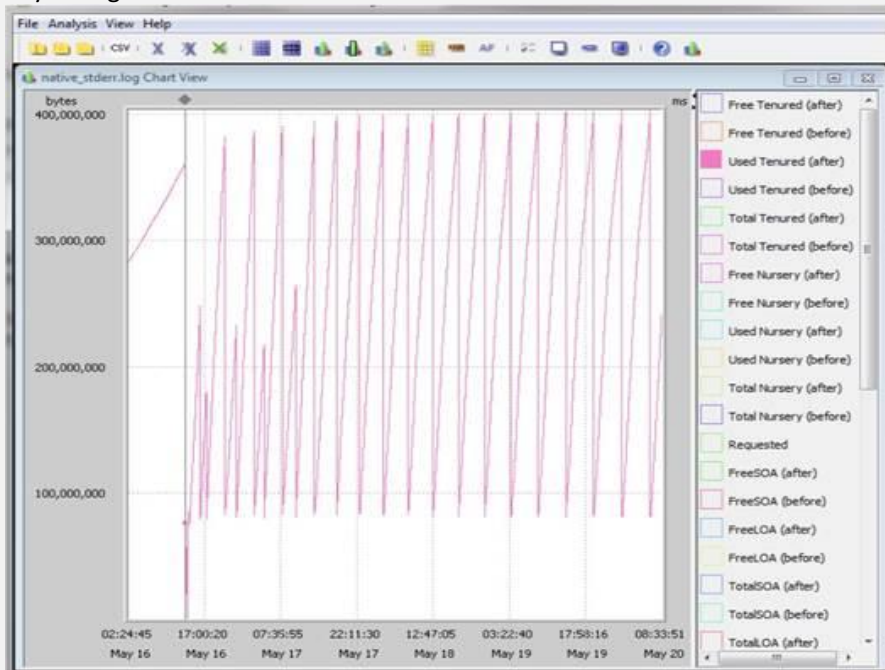 File Analysis View Help
CSV
native_stderr.log Chart View
bytes
ms
400,000,000
300,000,000
200,000,000
100,000,000
02:24:45 17:00:20 07:35:55 22:11:30 12:47:05 03:22:40 17:58:16 08:33:51
May 16 May 16 May 17 May 17 May 18 May 19 May 19 May 20
Free Tenured (after)
Free Tenured (before)
Used Tenured (after)
Used Tenured (before)
Total Tenured (after)
Total Tenured (before)
Free Nursery (after)
Free Nursery (before)
Used Nursery (after)
Used Nursery (before)
Total Nursery (after)
Total Nursery (before)
Requested
FreeSOA (after)
FreeSOA (before)
FreeLOA (after)
FreeLOA (before)
TotalSOA (after)
TotalSOA (before)
TotalLOA (after)